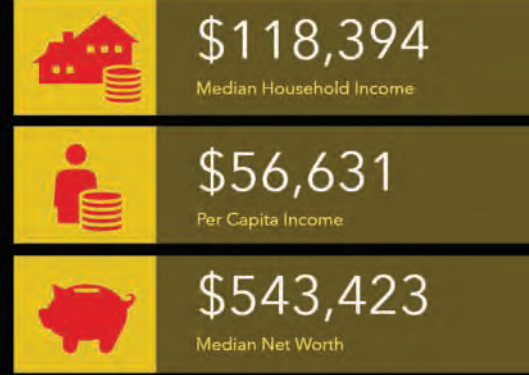 $118,394
Median Household Income
$56,631
Per Capita Income
$543,423
Median Net Worth